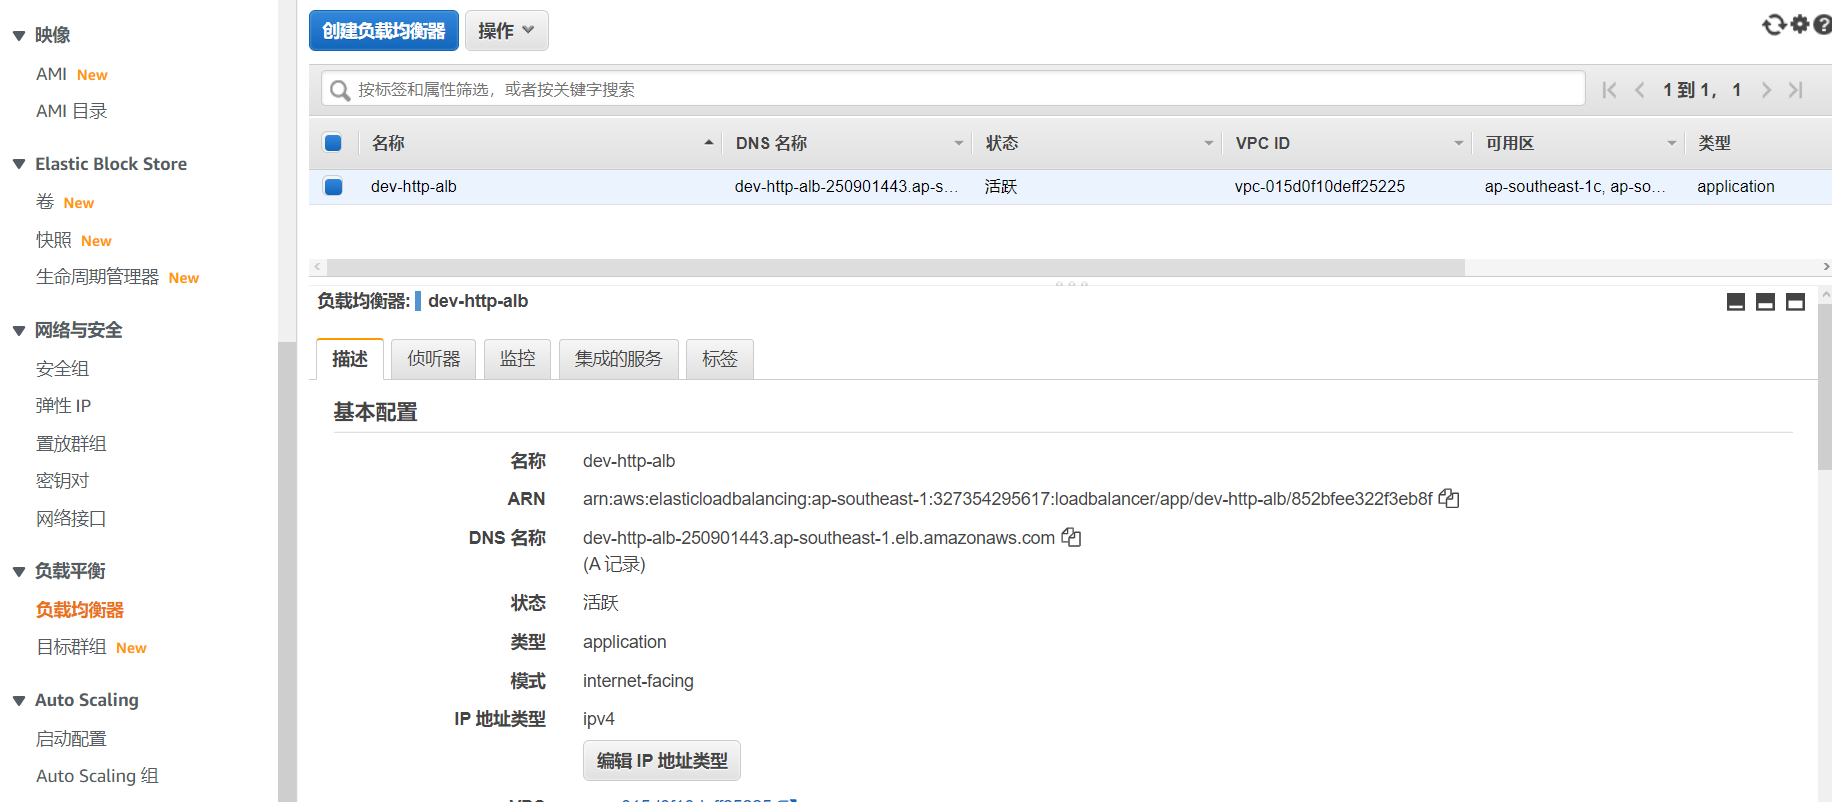 映像
AMI New
AMI 目录
Elastic Block Store
卷 New
快照 New
生命周期管理器 New
网络与安全
安全组
弹性 IP
置放群组
密钥对
网络接口
负载平衡
负载均衡器
目标群组 New
Auto Scaling
启动配置
Auto Scaling 组
创建负载均衡器 操作
按标签和属性筛选，或者按关键字搜索 1 到 1， 1
名称 DNS 名称 状态 VPC ID 可用区 类型
dev-http-alb dev-http-alb-250901443.ap-s... 活跃 vpc-015d0f10deff25225 ap-southeast-1c, ap-so... application
负载均衡器: dev-http-alb
描述 侦听器 监控 集成的服务 标签
基本配置
名称 dev-http-alb
ARN arn:aws:elasticloadbalancing:ap-southeast-1:327354295617:loadbalancer/app/dev-http-alb/852bfee322f3eb8f
DNS 名称 dev-http-alb-250901443.ap-southeast-1.elb.amazonaws.com
(A 记录)
状态 活跃
类型 application
模式 internet-facing
IP 地址类型 ipv4
编辑 IP 地址类型